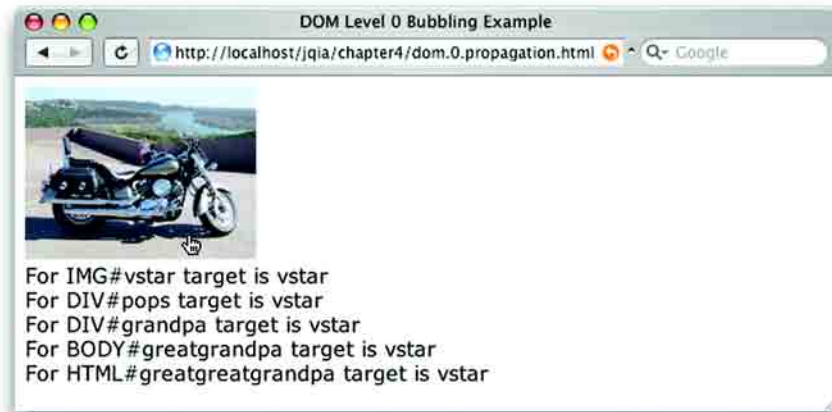 DOM Level 0 Bubbling Example
http://localhost/jqia/chapter4/dom.0.propagation.html Google
For IMG#vstar target is vstar
For DIV#pops target is vstar
For DIV#grandpa target is vstar
For BODY#greatgrandpa target is vstar
For HTML#greatgreatgrandpa target is vstar